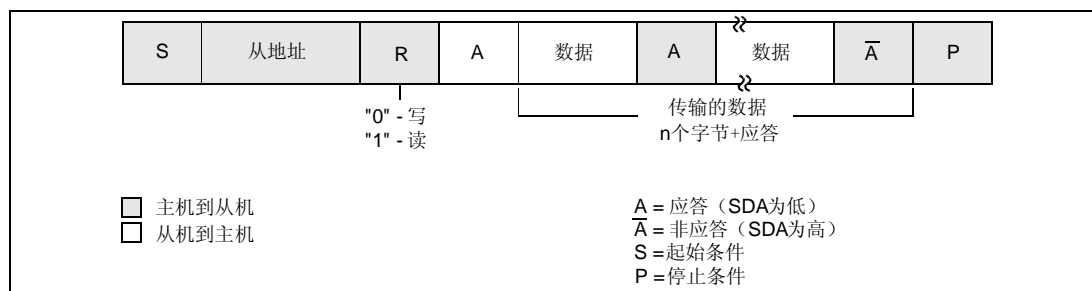 S 从地址 R A 数据 A 数据 A̅ P
"0" - 写
"1" - 读
传输的数据
n个字节+应答
主机到从机
从机到主机
A = 应答（SDA为低）
A̅ = 非应答（SDA为高）
S =起始条件
P =停止条件